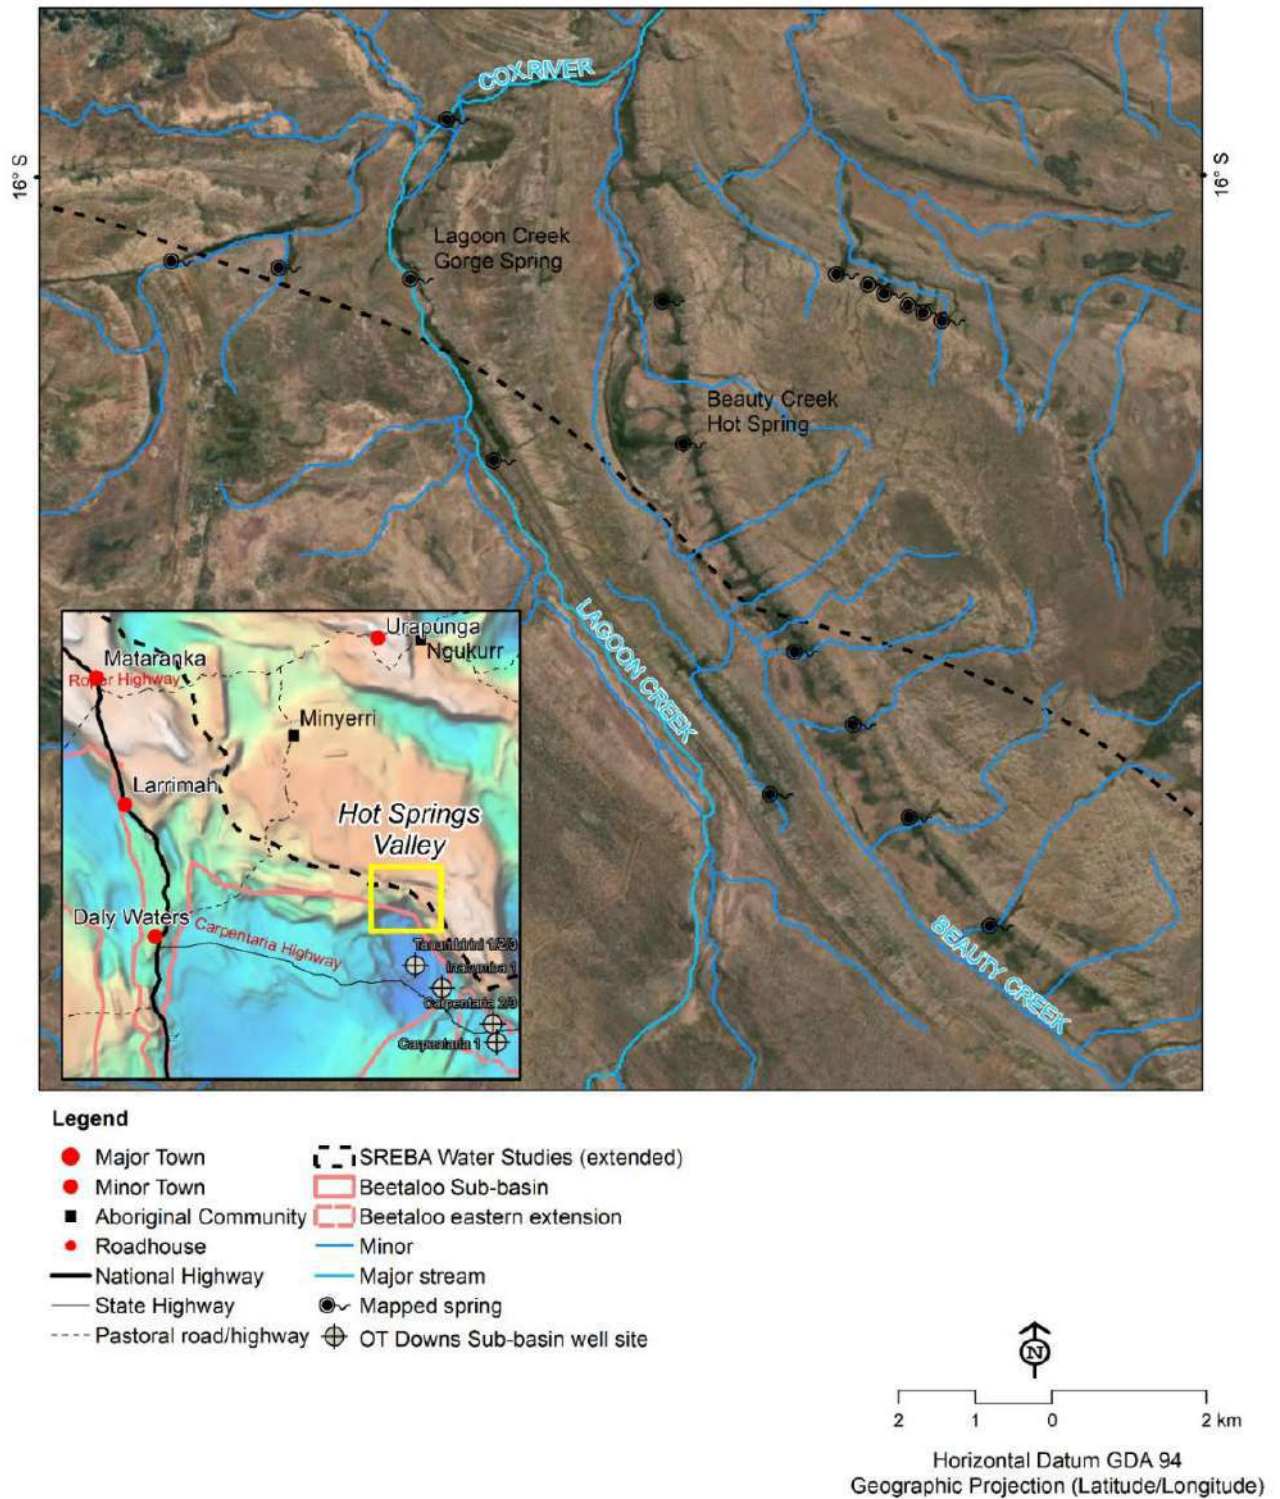 COX RIVER
16° S
16° S
Lagoon Creek
Gorge Spring
Beauty Creek
Hot Spring
LAGOON CREEK
BEAUTY CREEK
Urapunga
Ngukurr
Mataranka
Roper Highway
Minyerri
Larrimah
Hot Springs
Valley
Daly Waters
Carpentaria Highway
Tanumbirini 1/2/3
Inacumba 1
Carpentaria 2/3
Carpentaria 1
Legend
Major Town
Minor Town
Aboriginal Community
Roadhouse
National Highway
State Highway
Pastoral road/highway
SREBA Water Studies (extended)
Beetaloo Sub-basin
Beetaloo eastern extension
Minor
Major stream
Mapped spring
OT Downs Sub-basin well site
N
2 1 0 2 km
Horizontal Datum GDA 94
Geographic Projection (Latitude/Longitude)